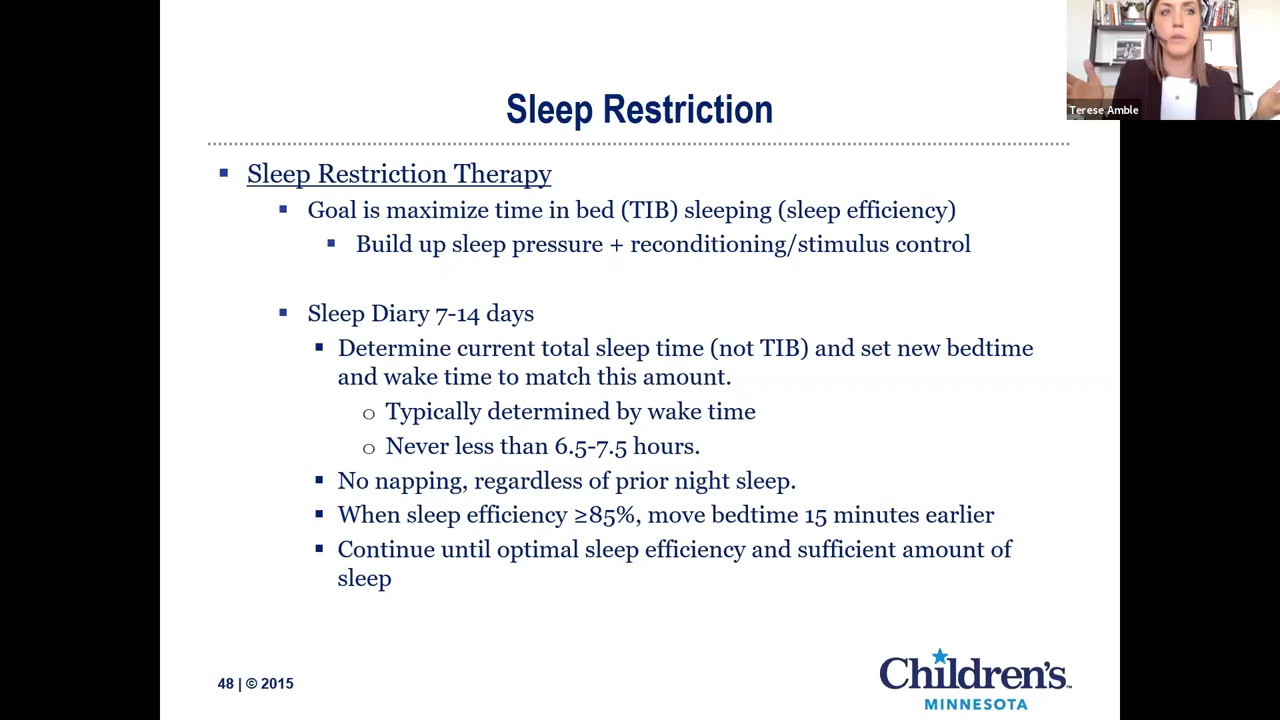 Terese Amble
Sleep Restriction
Sleep Restriction Therapy
Goal is maximize time in bed (TIB) sleeping (sleep efficiency)
Build up sleep pressure + reconditioning/stimulus control
Sleep Diary 7-14 days
Determine current total sleep time (not TIB) and set new bedtime
and wake time to match this amount.
Typically determined by wake time
Never less than 6.5-7.5 hours.
No napping, regardless of prior night sleep.
When sleep efficiency ≥85%, move bedtime 15 minutes earlier
Continue until optimal sleep efficiency and sufficient amount of
sleep
48 | © 2015
Children's™
MINNESOTA